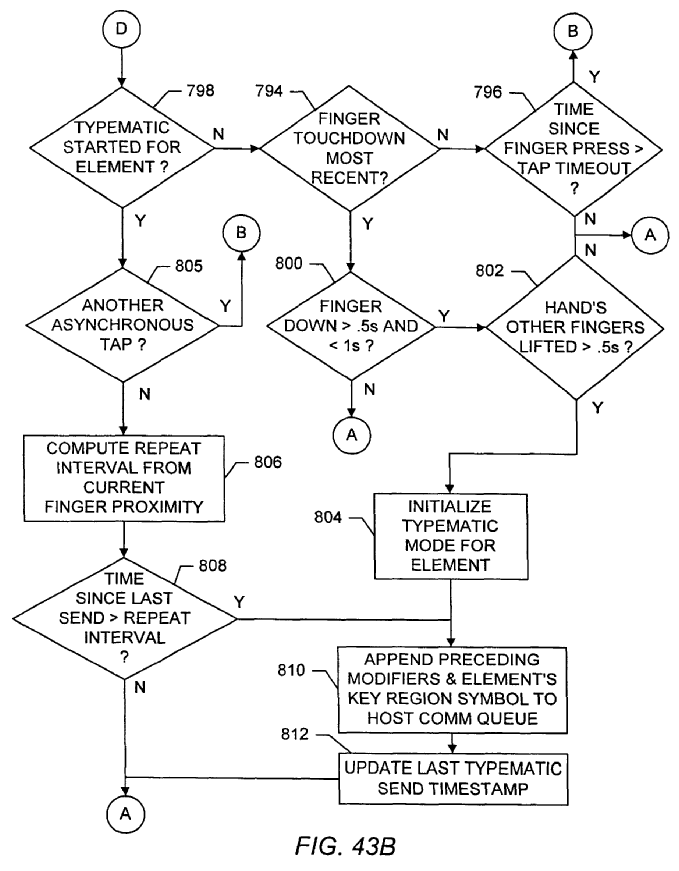 D
798
TYPEMATIC
STARTED FOR
ELEMENT ?
N
Y
794
FINGER
TOUCHDOWN
MOST
RECENT?
N
Y
B
Y
796
TIME
SINCE
FINGER PRESS >
TAP TIMEOUT
?
N
A
B
805
ANOTHER
ASYNCHRONOUS
TAP ?
Y
N
800
FINGER
DOWN > .5s AND
< 1s ?
Y
N
A
N
802
HAND'S
OTHER FINGERS
LIFTED > .5s ?
Y
COMPUTE REPEAT
INTERVAL FROM
CURRENT
FINGER PROXIMITY
806
804
INITIALIZE
TYPEMATIC
MODE FOR
ELEMENT
808
TIME
SINCE LAST
SEND > REPEAT
INTERVAL
?
Y
N
810
APPEND PRECEDING
MODIFIERS & ELEMENT'S
KEY REGION SYMBOL TO
HOST COMM QUEUE
812
UPDATE LAST TYPEMATIC
SEND TIMESTAMP
A
FIG. 43B